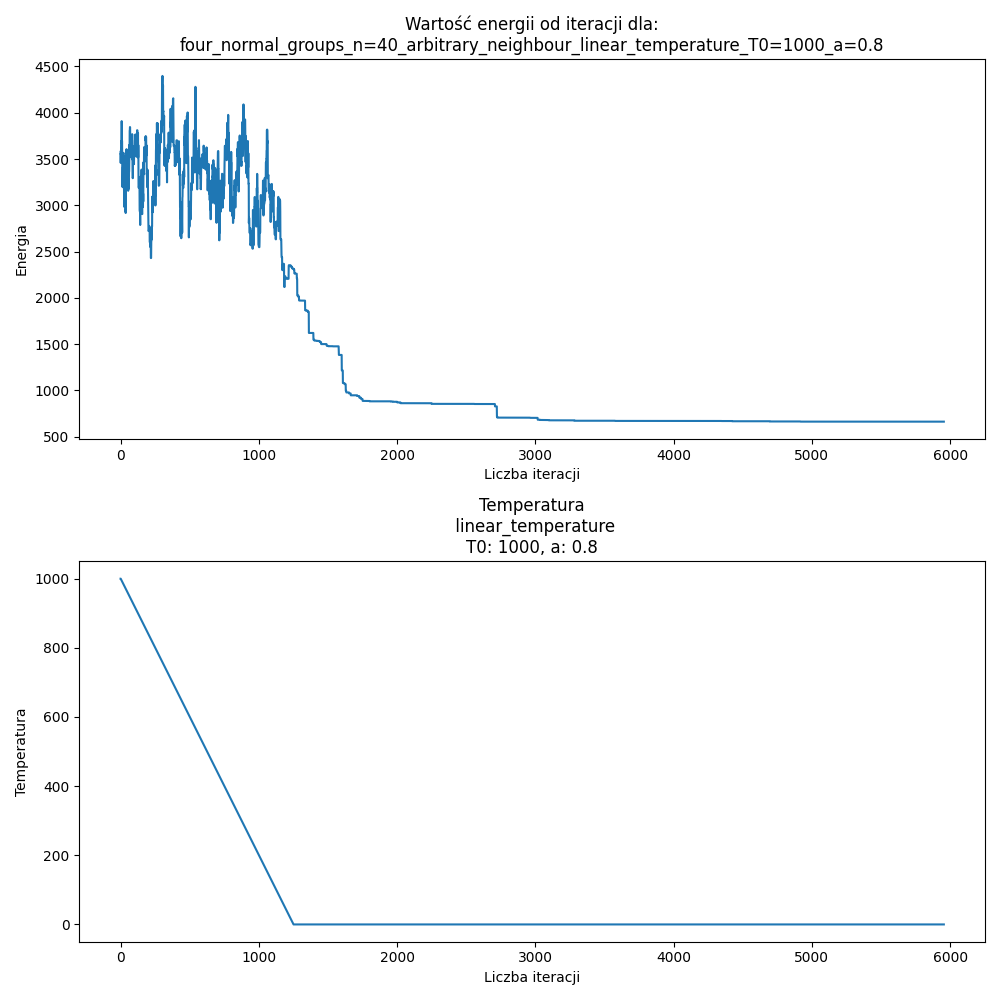 Wartość energii od iteracji dla:
four_normal_groups_n=40_arbitrary_neighbour_linear_temperature_T0=1000_a=0.8
4500
4000
3500
3000
2500
2000
1500
1000
500
Energia
0 1000 2000 3000 4000 5000 6000
Liczba iteracji
Temperatura
linear_temperature
T0: 1000, a: 0.8
1000
800
600
400
200
0
Temperatura
0 1000 2000 3000 4000 5000 6000
Liczba iteracji